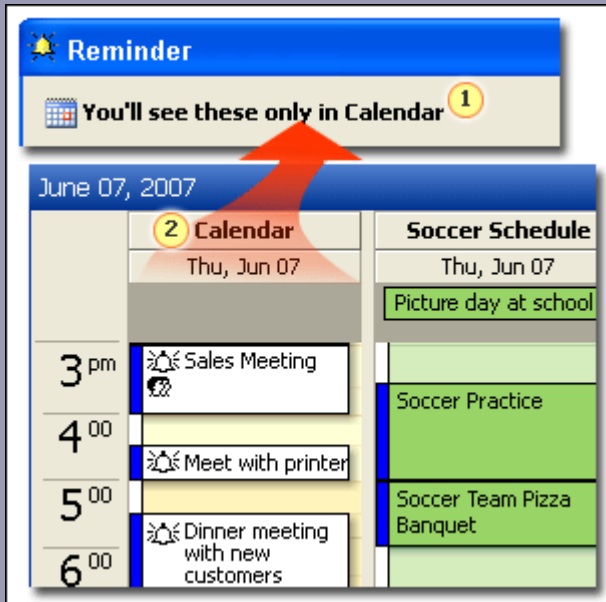 Reminder
You'll see these only in Calendar 1
June 07, 2007
2 Calendar
Soccer Schedule
Thu, Jun 07
Thu, Jun 07
Picture day at school
3 pm
Sales Meeting
Soccer Practice
4 00
Meet with printer
5 00
Soccer Team Pizza
Banquet
Dinner meeting
with new
customers
6 00